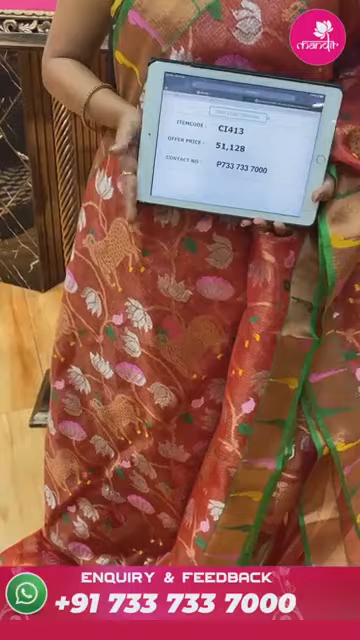 mandir
ITEMCODE : CI413
OFFER PRICE : 51,128
CONTACT NO : P733 733 7000
ENQUIRY & FEEDBACK
+91 733 733 7000